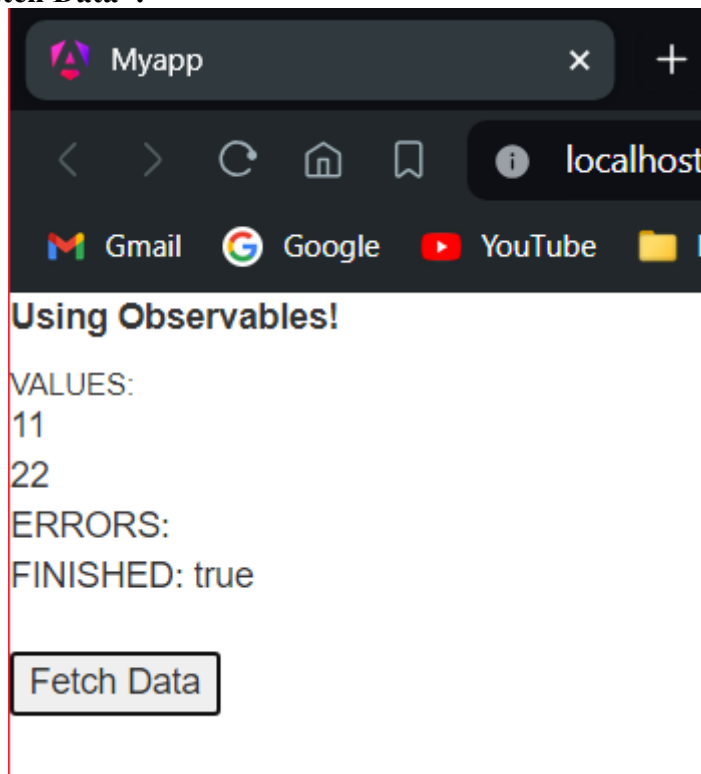 Myapp
localhost
Gmail Google YouTube
Using Observables!
VALUES:
11
22
ERRORS:
FINISHED: true
Fetch Data